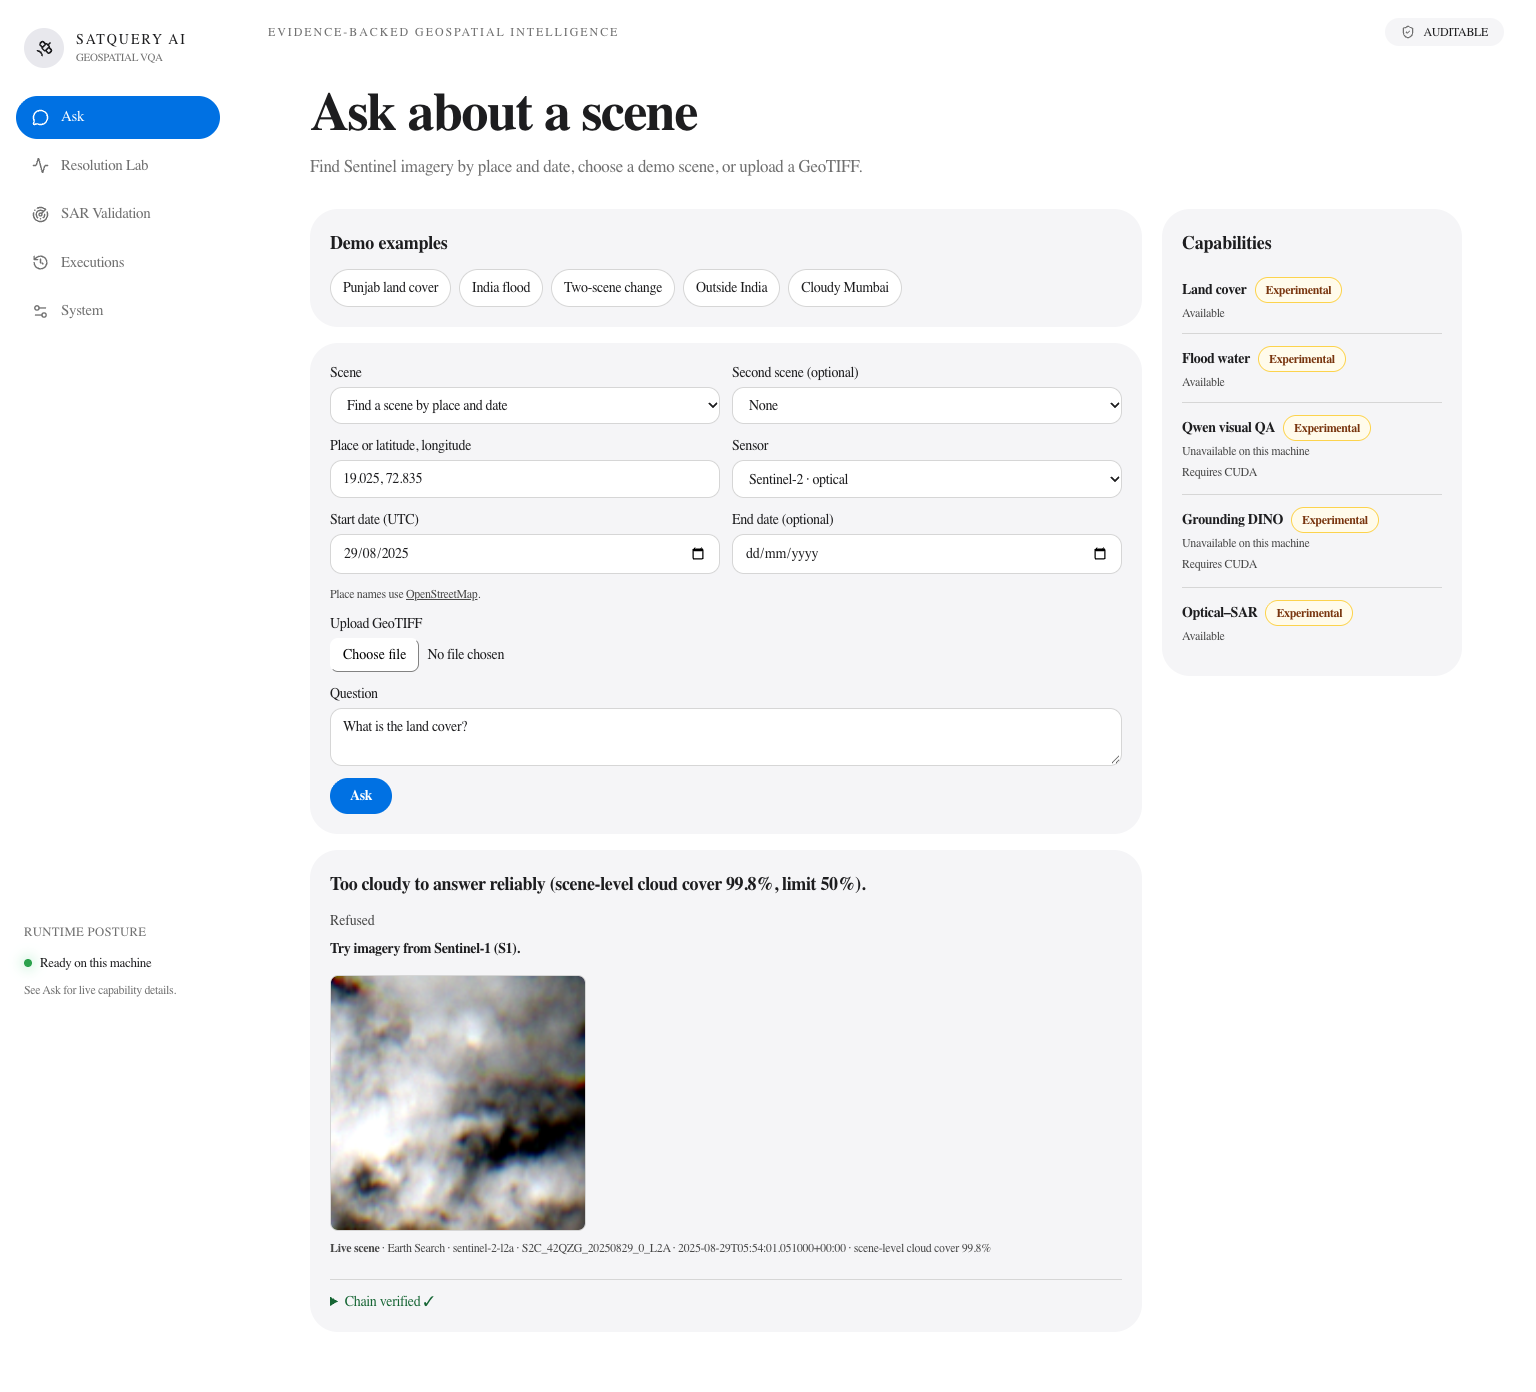 SATQUERY AI
GEOSPATIAL VQA
Ask
Resolution Lab
SAR Validation
Executions
System
RUNTIME POSTURE
Ready on this machine
See Ask for live capability details.
EVIDENCE-BACKED GEOSPATIAL INTELLIGENCE
AUDITABLE
Ask about a scene
Find Sentinel imagery by place and date, choose a demo scene, or upload a GeoTIFF.
Demo examples
Punjab land cover
India flood
Two-scene change
Outside India
Cloudy Mumbai
Scene
Second scene (optional)
Find a scene by place and date
None
Place or latitude, longitude
Sensor
19.025, 72.835
Sentinel-2 · optical
Start date (UTC)
End date (optional)
29/08/2025
dd/mm/yyyy
Place names use OpenStreetMap.
Upload GeoTIFF
Choose file No file chosen
Question
What is the land cover?
Ask
Too cloudy to answer reliably (scene-level cloud cover 99.8%, limit 50%).
Refused
Try imagery from Sentinel-1 (S1).
Live scene · Earth Search · sentinel-2-l2a · S2C_42QZG_20250829_0_L2A · 2025-08-29T05:54:01.051000+00:00 · scene-level cloud cover 99.8%
Chain verified ✓
Capabilities
Land cover Experimental
Available
Flood water Experimental
Available
Qwen visual QA Experimental
Unavailable on this machine
Requires CUDA
Grounding DINO Experimental
Unavailable on this machine
Requires CUDA
Optical–SAR Experimental
Available